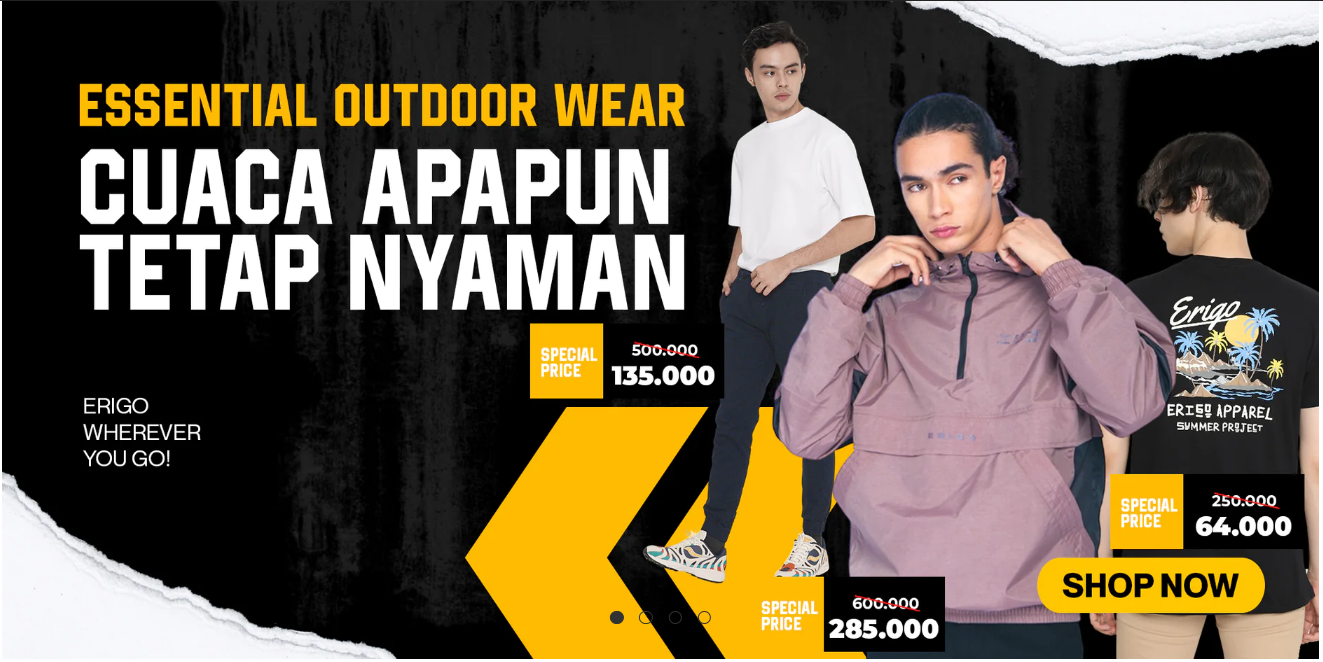 ESSENTIAL OUTDOOR WEAR
CUACA APAPUN
TETAP NYAMAN
SPECIAL
PRICE
500.000
135.000
ERIGO
WHEREVER
YOU GO!
Erigo
ERIGO APPAREL
SUMMER PROJECT
SPECIAL
PRICE
250.000
64.000
SHOP NOW
SPECIAL
PRICE
600.000
285.000